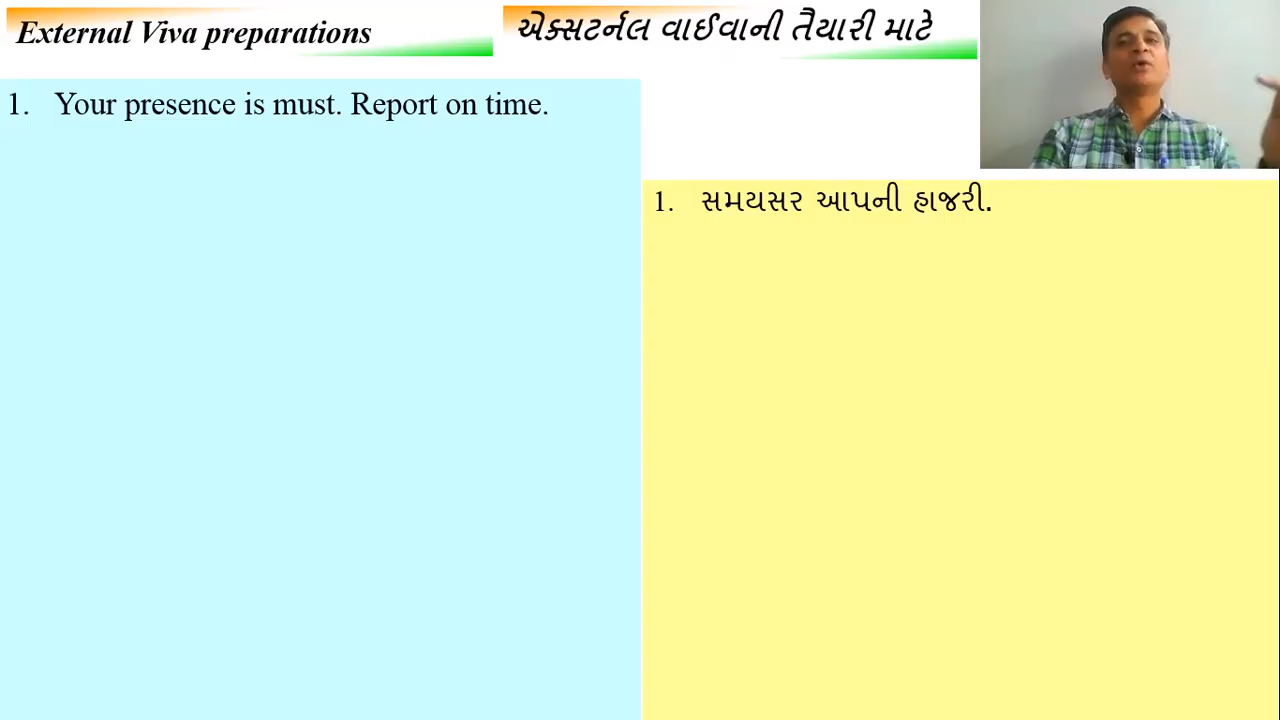 External Viva preparations
એક્સટર્નલ વાઈવાની તૈયારી માટે
1. Your presence is must. Report on time.
1. સમયસર આપની હાજરી.